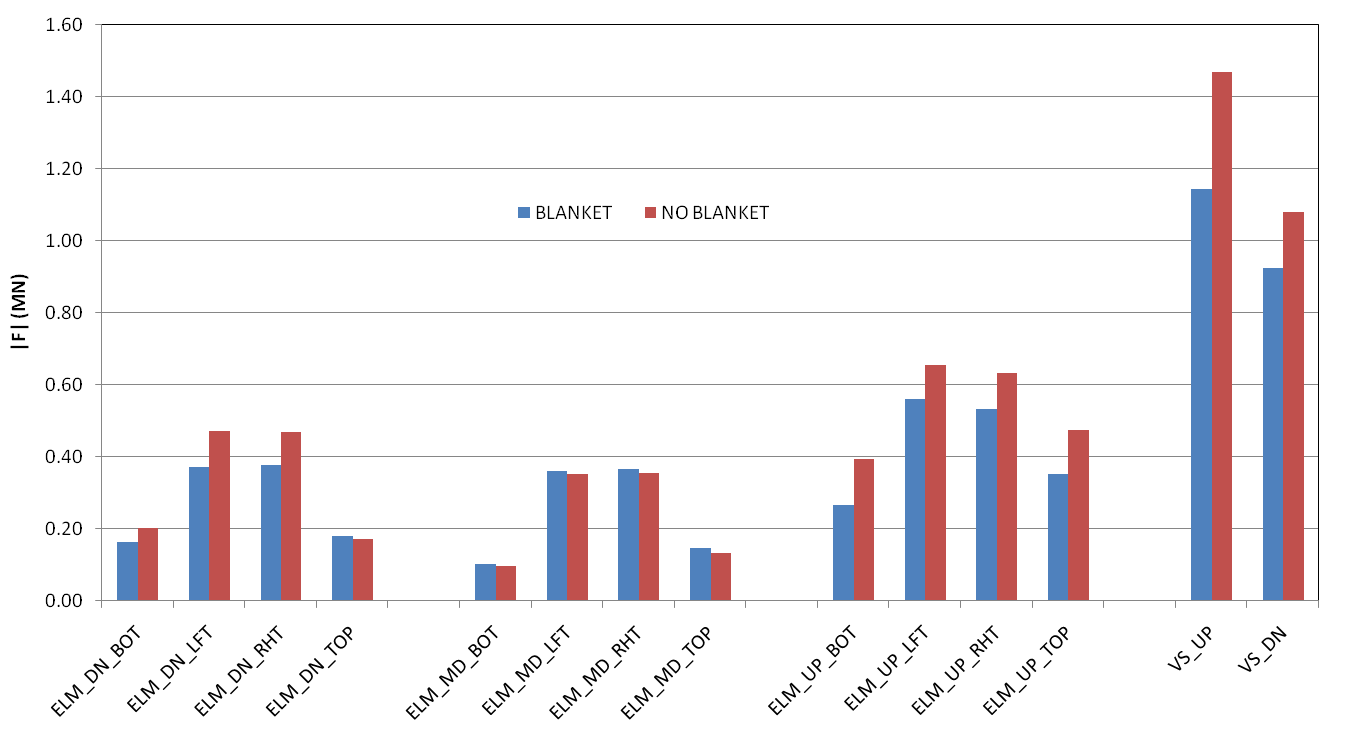 1.60
1.40
1.20
1.00
0.80
0.60
0.40
0.20
0.00
|F| (MN)
BLANKET NO BLANKET
ELM_DN_BOT
ELM_DN_LFT
ELM_DN_RHT
ELM_DN_TOP
ELM_MD_BOT
ELM_MD_LFT
ELM_MD_RHT
ELM_MD_TOP
ELM_UP_BOT
ELM_UP_LFT
ELM_UP_RHT
ELM_UP_TOP
VS_UP
VS_DN